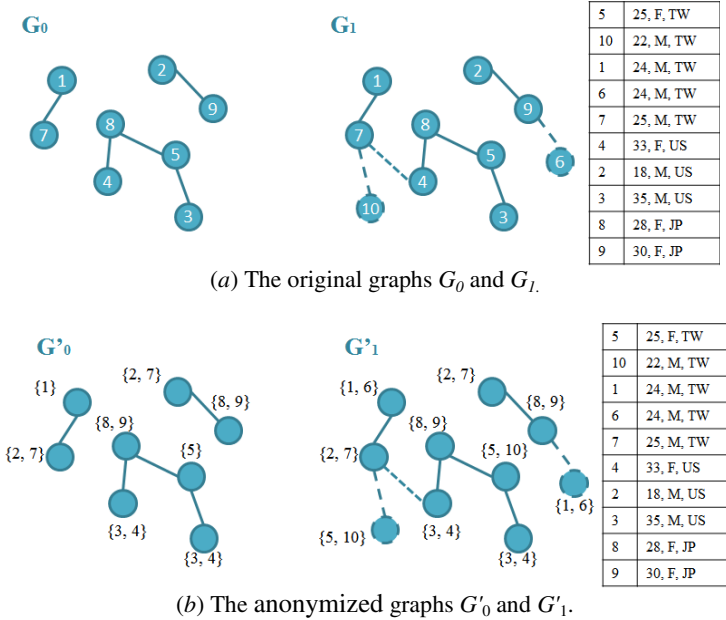 G0
G1
1
2
7
8
9
5
4
3
1
2
7
8
9
5
6
4
10
3
5 25, F, TW
10 22, M, TW
1 24, M, TW
6 24, M, TW
7 25, M, TW
4 33, F, US
2 18, M, US
3 35, M, US
8 28, F, JP
9 30, F, JP
(a) The original graphs G0 and G1.
G'0
G'1
{1}
{2, 7}
{2, 7}
{8, 9}
{8, 9}
{5}
{3, 4}
{3, 4}
{1, 6}
{2, 7}
{2, 7}
{8, 9}
{8, 9}
{5, 10}
{1, 6}
{3, 4}
{5, 10}
{3, 4}
5 25, F, TW
10 22, M, TW
1 24, M, TW
6 24, M, TW
7 25, M, TW
4 33, F, US
2 18, M, US
3 35, M, US
8 28, F, JP
9 30, F, JP
(b) The anonymized graphs G'0 and G'1.